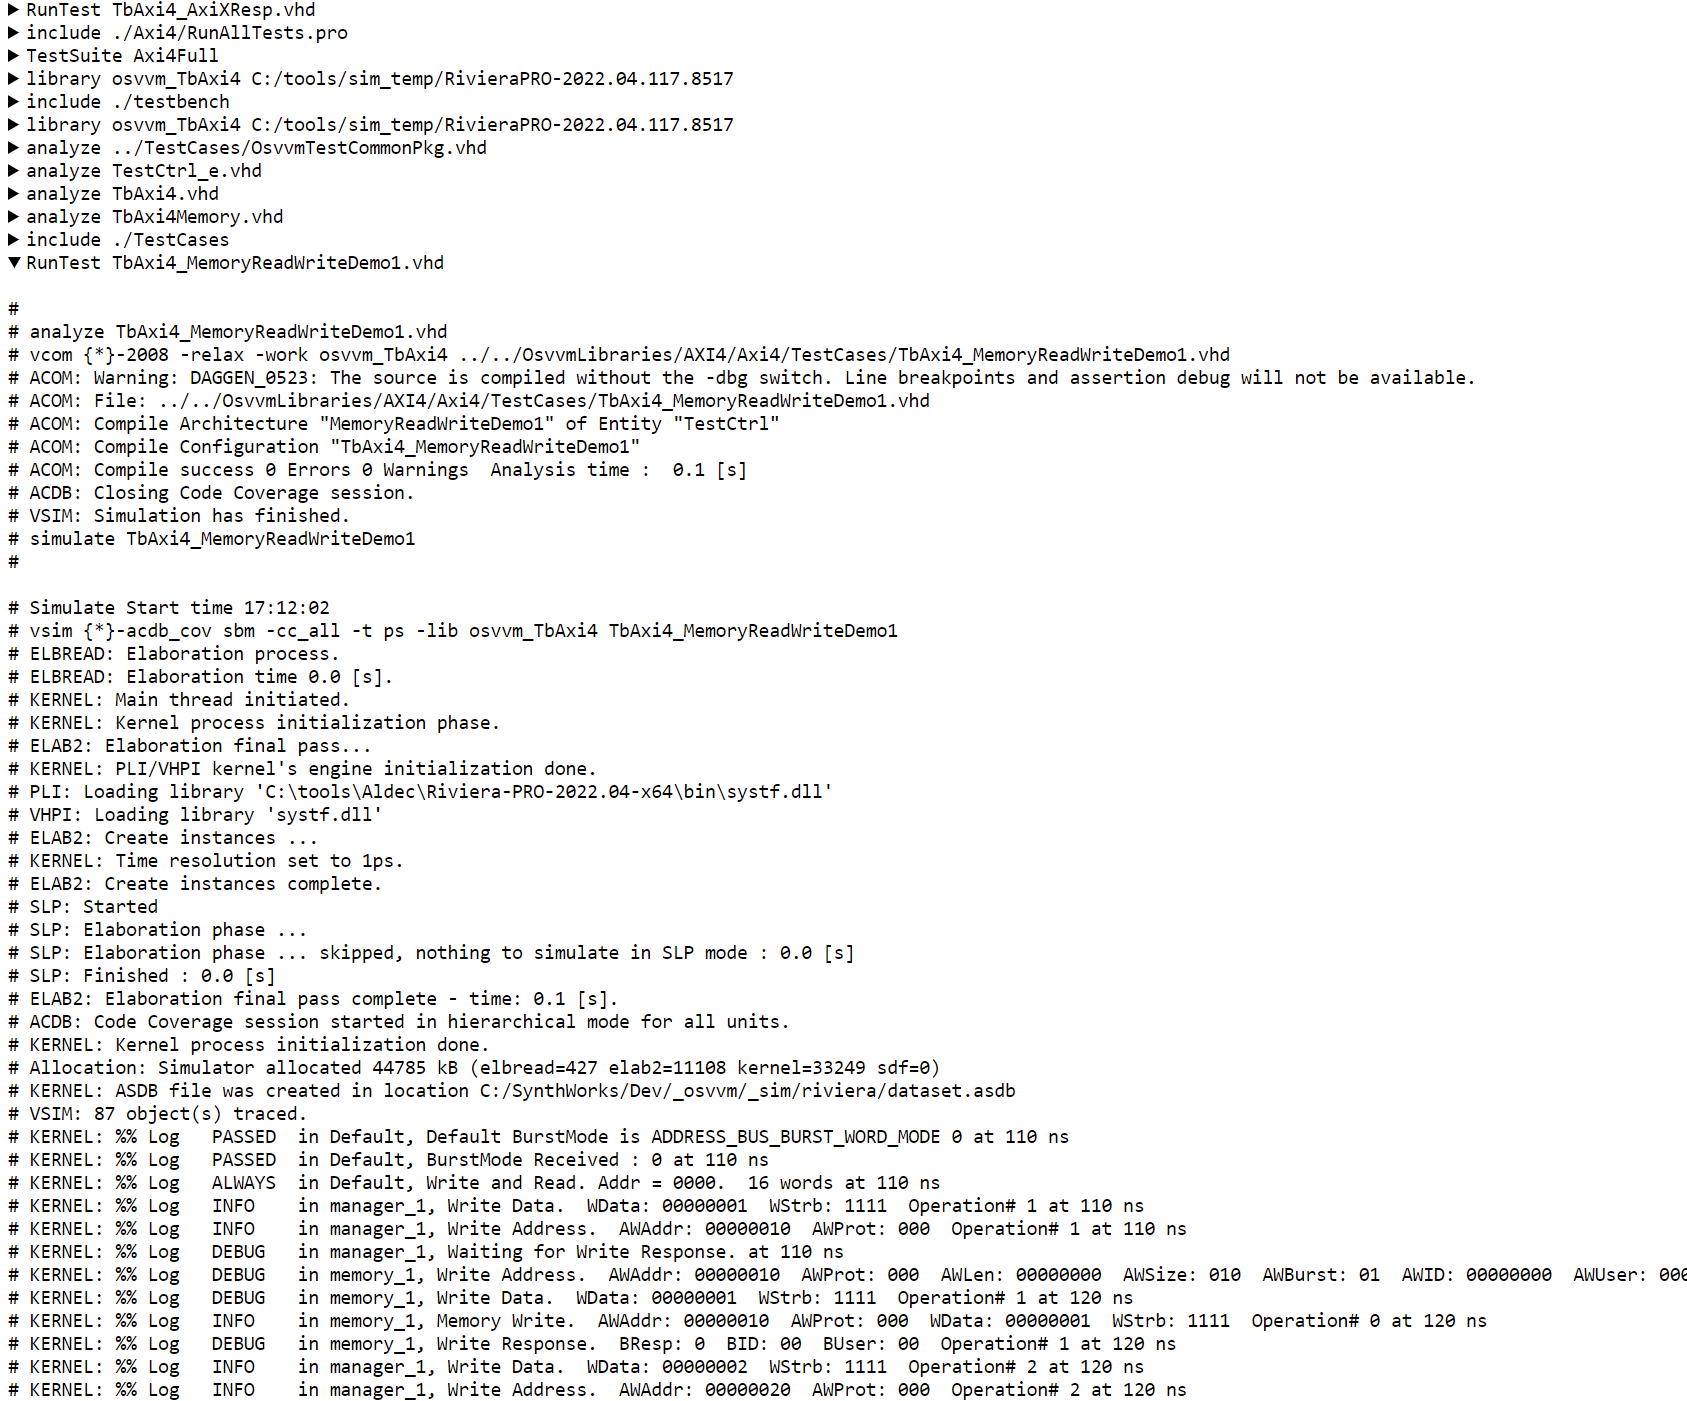 ▶ RunTest TbAxi4_AxiXResp.vhd
▶ include ./Axi4/RunAllTests.pro
▶ TestSuite Axi4Full
▶ library osvvm_TbAxi4 C:/tools/sim_temp/RivieraPRO-2022.04.117.8517
▶ include ./testbench
▶ library osvvm_TbAxi4 C:/tools/sim_temp/RivieraPRO-2022.04.117.8517
▶ analyze ../TestCases/OsvvmTestCommonPkg.vhd
▶ analyze TestCtrl_e.vhd
▶ analyze TbAxi4.vhd
▶ analyze TbAxi4Memory.vhd
▶ include ./TestCases
▼ RunTest TbAxi4_MemoryReadWriteDemo1.vhd
#
# analyze TbAxi4_MemoryReadWriteDemo1.vhd
# vcom {*}-2008 -relax -work osvvm_TbAxi4 ../../OsvvmLibraries/AXI4/Axi4/TestCases/TbAxi4_MemoryReadWriteDemo1.vhd
# ACOM: Warning: DAGGEN_0523: The source is compiled without the -dbg switch. Line breakpoints and assertion debug will not be available.
# ACOM: File: ../../OsvvmLibraries/AXI4/Axi4/TestCases/TbAxi4_MemoryReadWriteDemo1.vhd
# ACOM: Compile Architecture "MemoryReadWriteDemo1" of Entity "TestCtrl"
# ACOM: Compile Configuration "TbAxi4_MemoryReadWriteDemo1"
# ACOM: Compile success 0 Errors 0 Warnings  Analysis time :  0.1 [s]
# ACDB: Closing Code Coverage session.
# VSIM: Simulation has finished.
# simulate TbAxi4_MemoryReadWriteDemo1
#
# Simulate Start time 17:12:02
# vsim {*}-acdb_cov sbm -cc_all -t ps -lib osvvm_TbAxi4 TbAxi4_MemoryReadWriteDemo1
# ELBREAD: Elaboration process.
# ELBREAD: Elaboration time 0.0 [s].
# KERNEL: Main thread initiated.
# KERNEL: Kernel process initialization phase.
# ELAB2: Elaboration final pass...
# KERNEL: PLI/VHPI kernel's engine initialization done.
# PLI: Loading library 'C:\tools\Aldec\Riviera-PRO-2022.04-x64\bin\systf.dll'
# VHPI: Loading library 'systf.dll'
# ELAB2: Create instances ...
# KERNEL: Time resolution set to 1ps.
# ELAB2: Create instances complete.
# SLP: Started
# SLP: Elaboration phase ...
# SLP: Elaboration phase ... skipped, nothing to simulate in SLP mode : 0.0 [s]
# SLP: Finished : 0.0 [s]
# ELAB2: Elaboration final pass complete - time: 0.1 [s].
# ACDB: Code Coverage session started in hierarchical mode for all units.
# KERNEL: Kernel process initialization done.
# Allocation: Simulator allocated 44785 kB (elbread=427 elab2=11108 kernel=33249 sdf=0)
# KERNEL: ASDB file was created in location C:/SynthWorks/Dev/_osvvm/_sim/riviera/dataset.asdb
# VSIM: 87 object(s) traced.
# KERNEL: %% Log   PASSED  in Default, Default BurstMode is ADDRESS_BUS_BURST_WORD_MODE 0 at 110 ns
# KERNEL: %% Log   PASSED  in Default, BurstMode Received : 0 at 110 ns
# KERNEL: %% Log   ALWAYS  in Default, Write and Read. Addr = 0000.  16 words at 110 ns
# KERNEL: %% Log   INFO    in manager_1, Write Data.  WData: 00000001  WStrb: 1111  Operation# 1 at 110 ns
# KERNEL: %% Log   INFO    in manager_1, Write Address.  AWAddr: 00000010  AWProt: 000  Operation# 1 at 110 ns
# KERNEL: %% Log   DEBUG   in manager_1, Waiting for Write Response. at 110 ns
# KERNEL: %% Log   DEBUG   in memory_1, Write Address.  AWAddr: 00000010  AWProt: 000  AWLen: 00000000  AWSize: 010  AWBurst: 01  AWID: 00000000  AWUser: 000
# KERNEL: %% Log   DEBUG   in memory_1, Write Data.  WData: 00000001  WStrb: 1111  Operation# 1 at 120 ns
# KERNEL: %% Log   INFO    in memory_1, Memory Write.  AWAddr: 00000010  AWProt: 000  WData: 00000001  WStrb: 1111  Operation# 0 at 120 ns
# KERNEL: %% Log   DEBUG   in memory_1, Write Response.  BResp: 0  BID: 00  BUser: 00  Operation# 1 at 120 ns
# KERNEL: %% Log   INFO    in manager_1, Write Data.  WData: 00000002  WStrb: 1111  Operation# 2 at 120 ns
# KERNEL: %% Log   INFO    in manager_1, Write Address.  AWAddr: 00000020  AWProt: 000  Operation# 2 at 120 ns